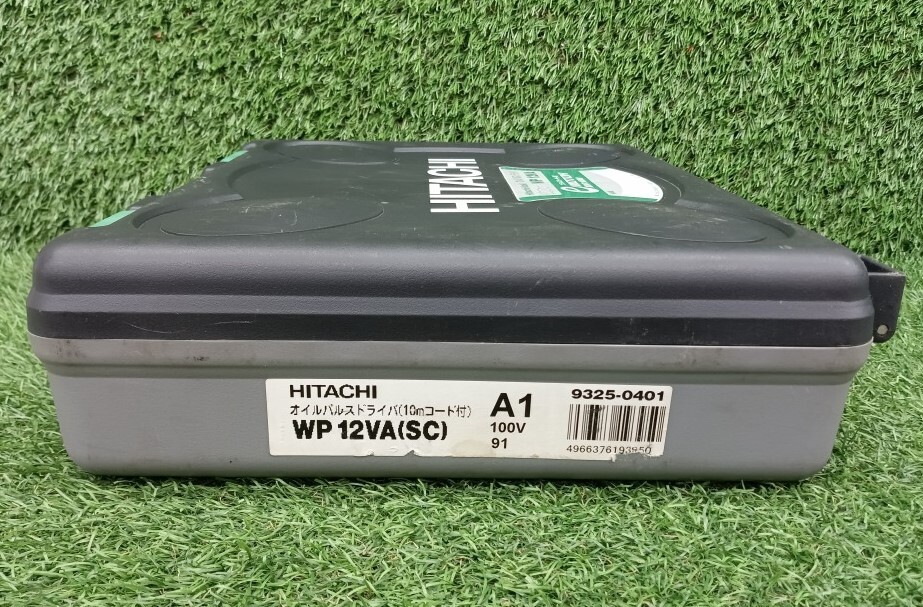 HITACHI
HITACHI
オイルパルスドライバ(10mコード付)
WP 12VA(SC)
A1
100V
91
9325-0401
4966376193850